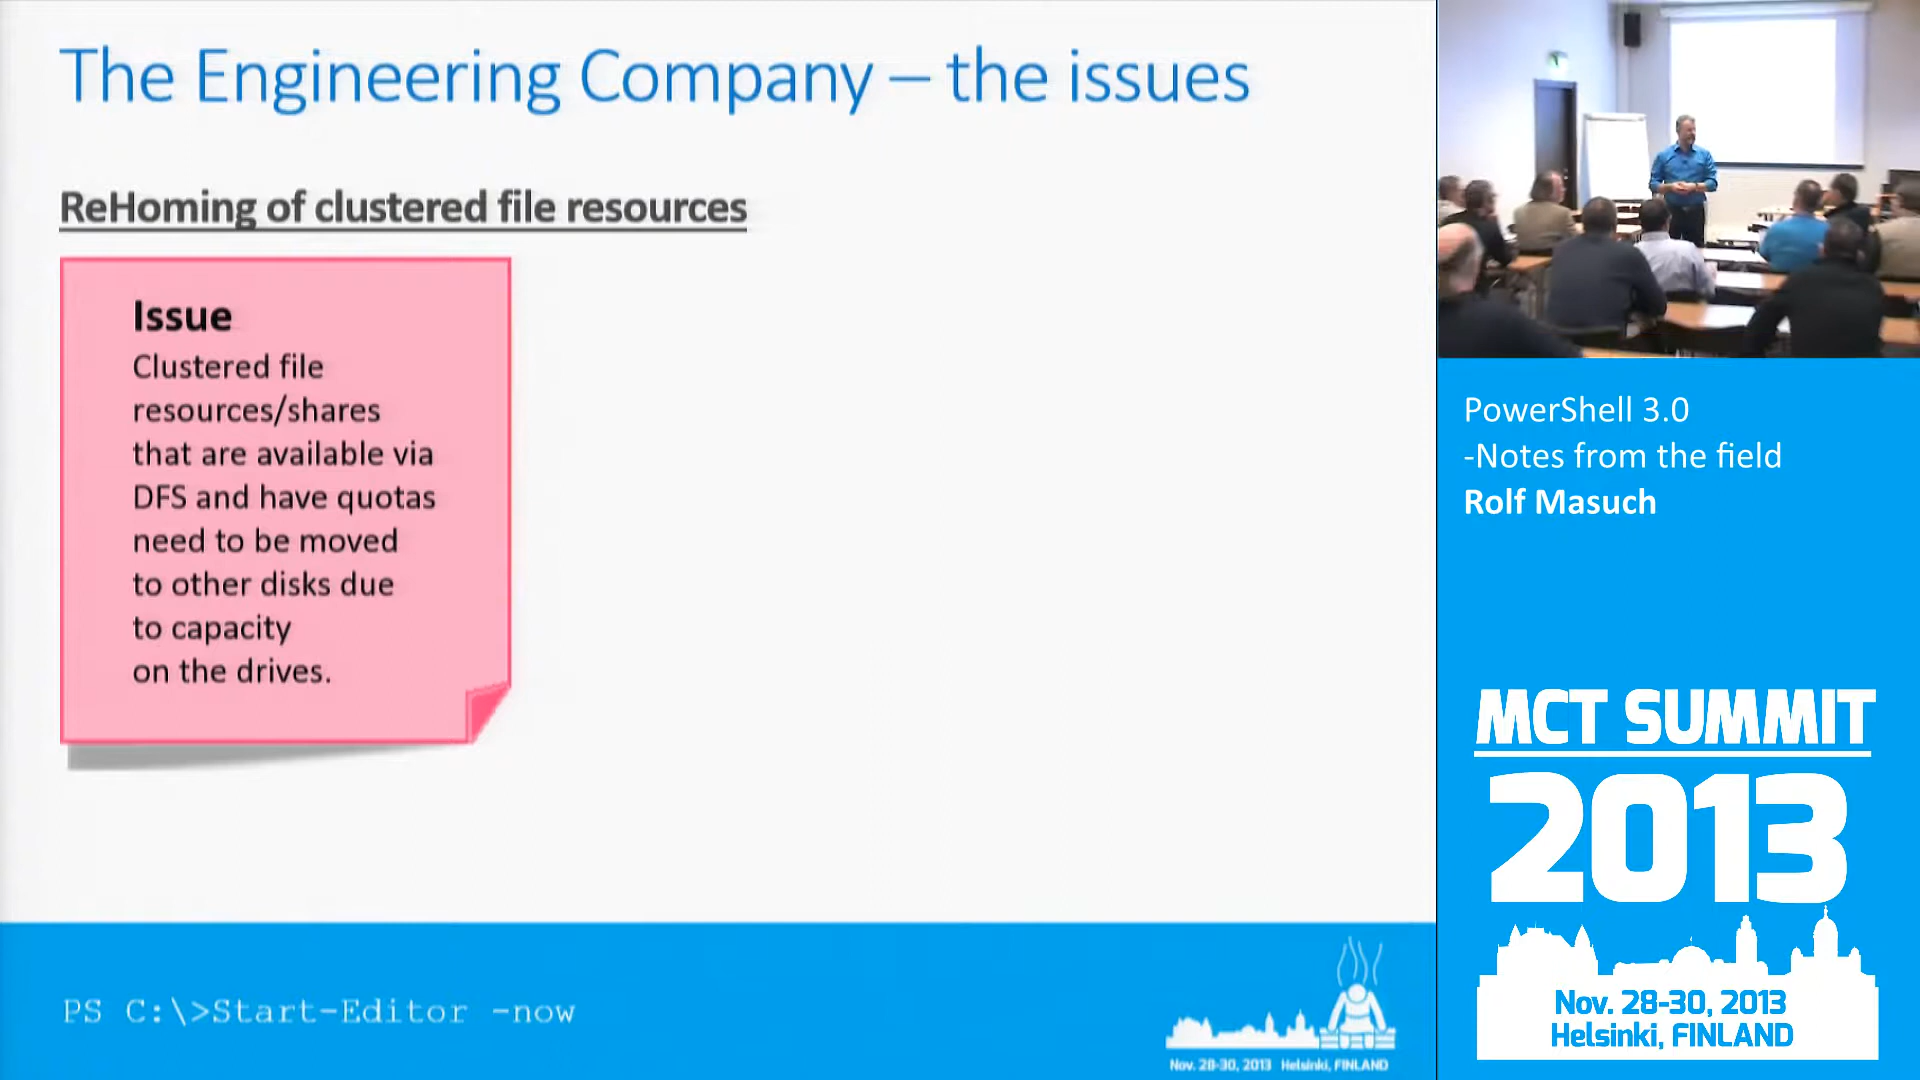 The Engineering Company – the issues
ReHoming of clustered file resources
Issue
Clustered file
resources/shares
that are available via
DFS and have quotas
need to be moved
to other disks due
to capacity
on the drives.
PS C:\>Start-Editor -now
Nov. 28-30, 2013 Helsinki, FINLAND
PowerShell 3.0
-Notes from the field
Rolf Masuch
MCT SUMMIT
2013
Nov. 28-30, 2013
Helsinki, FINLAND